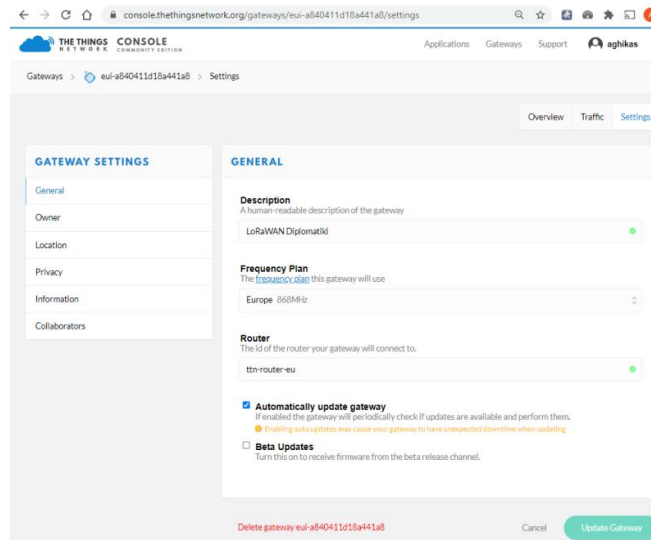 console.thethingsnetwork.org/gateways/eui-a840411d18a441a8/settings
THE THINGS NETWORK CONSOLE COMMUNITY EDITION
Applications Gateways Support aghikas
Gateways > eui-a840411d18a441a8 > Settings
Overview Traffic Settings
GATEWAY SETTINGS
General
Owner
Location
Privacy
Information
Collaborators
GENERAL
Description
A human-readable description of the gateway
LoRaWAN Diplomatiki
Frequency Plan
The frequency plan this gateway will use
Europe 868MHz
Router
The id of the router your gateway will connect to.
ttn-router-eu
Automatically update gateway
If enabled the gateway will periodically check if updates are available and perform them.
Enabling auto updates may cause your gateway to have unexpected downtime when updating
Beta Updates
Turn this on to receive firmware from the beta release channel.
Delete gateway eui-a840411d18a441a8
Cancel Update Gateway